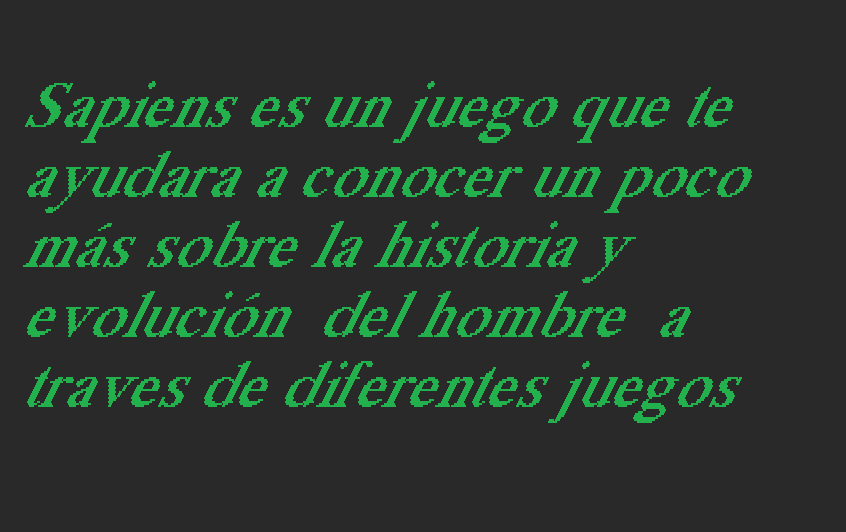 Sapiens es un juego que te
ayudara a conocer un poco
más sobre la historia y
evolución  del hombre  a
traves de diferentes juegos